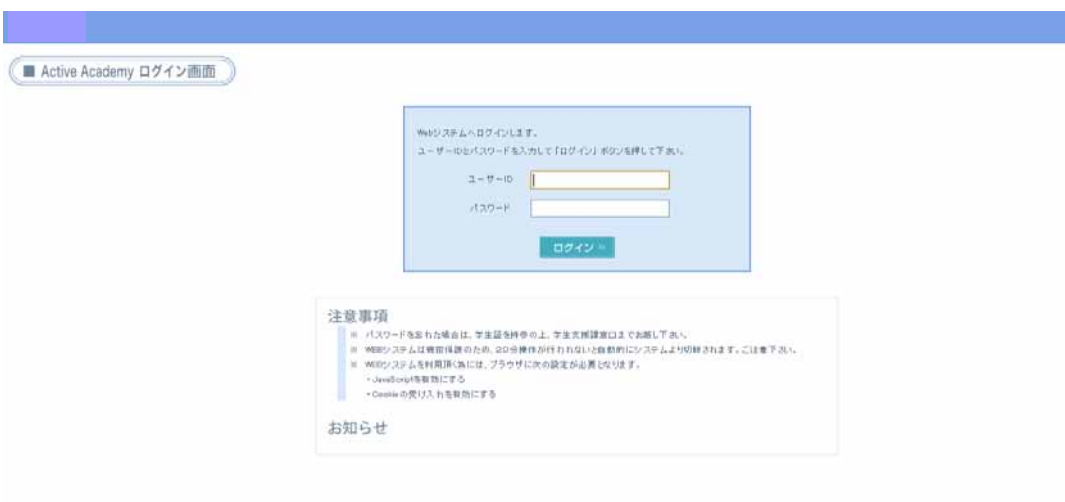 ■ Active Academy ログイン画面
Webシステムへログインします。
ユーザーIDとパスワードを入力して「ログイン」ボタンを押して下さい。
ユーザーID
パスワード
ログイン »
注意事項
※ パスワードを忘れた場合は、学生証を持参の上、学生支援課窓口までお越し下さい。
※ WEBシステムは機密保護のため、20分操作が行われないと自動的にシステムより切断されます。ご注意下さい。
※ WEBシステムを利用頂く為には、ブラウザに次の設定が必要となります。
・JavaScriptを有効にする
・Cookieの受け入れを有効にする
お知らせ